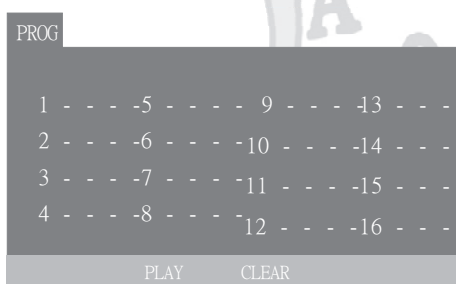 PROG
1 - - - -5 - - - - 9 - - - -13 - - -
2 - - - -6 - - - -10 - - - -14 - - -
3 - - - -7 - - - -11 - - - -15 - - -
4 - - - -8 - - - -12 - - - -16 - - -
PLAY CLEAR